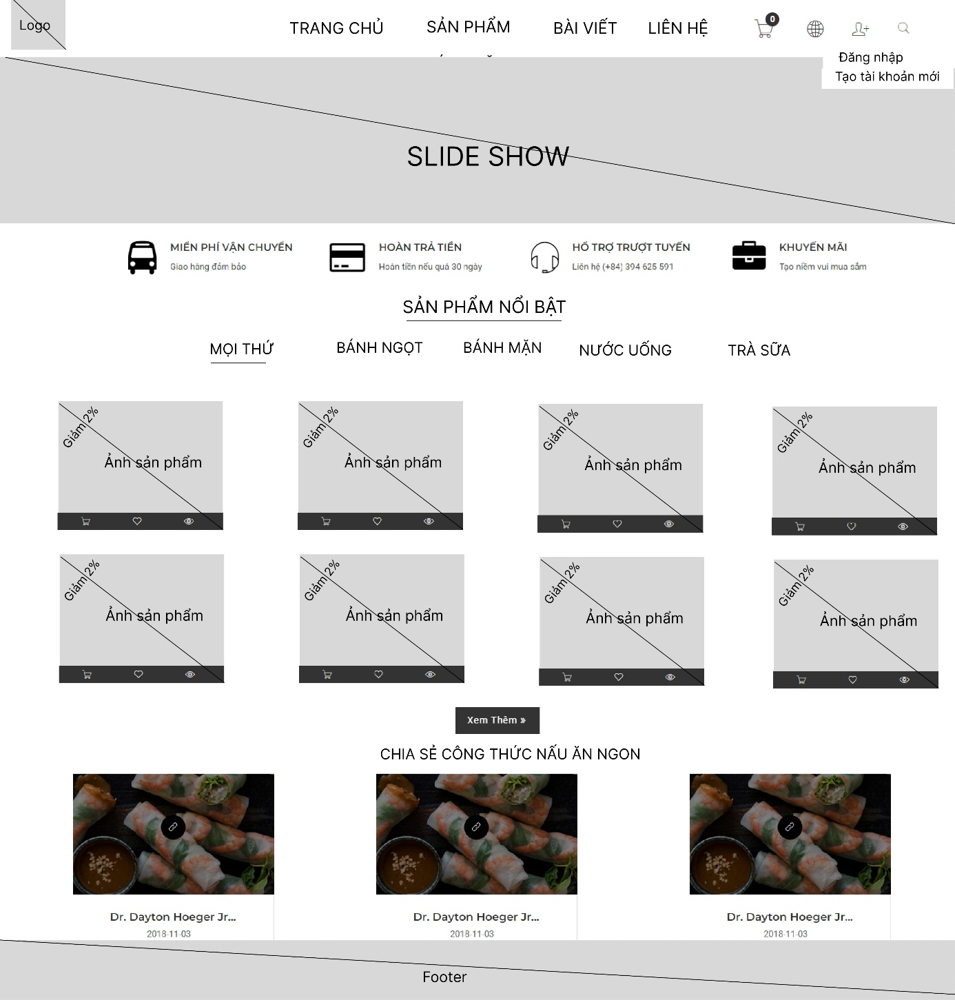 Logo
TRANG CHỦ SẢN PHẨM BÀI VIẾT LIÊN HỆ 0
Đăng nhập
Tạo tài khoản mới
SLIDE SHOW
MIỄN PHÍ VẬN CHUYỂN HOÀN TRẢ TIỀN HỖ TRỢ TRƯỢT TUYẾN KHUYẾN MÃI
Giao hàng đảm bảo Hoàn tiền nếu quá 30 ngày Liên hệ (+84) 394 625 591 Tạo niềm vui mua sắm
SẢN PHẨM NỔI BẬT
MỌI THỨ BÁNH NGỌT BÁNH MẶN NƯỚC UỐNG TRÀ SỮA
Giảm 2% Giảm 2% Giảm 2% Giảm 2%
Ảnh sản phẩm Ảnh sản phẩm Ảnh sản phẩm Ảnh sản phẩm
Giảm 2% Giảm 2% Giảm 2% Giảm 2%
Ảnh sản phẩm Ảnh sản phẩm Ảnh sản phẩm Ảnh sản phẩm
Xem Thêm »
CHIA SẺ CÔNG THỨC NẤU ĂN NGON
Dr. Dayton Hoeger Jr... Dr. Dayton Hoeger Jr... Dr. Dayton Hoeger Jr...
2018-11-03 2018-11-03 2018-11-03
Footer